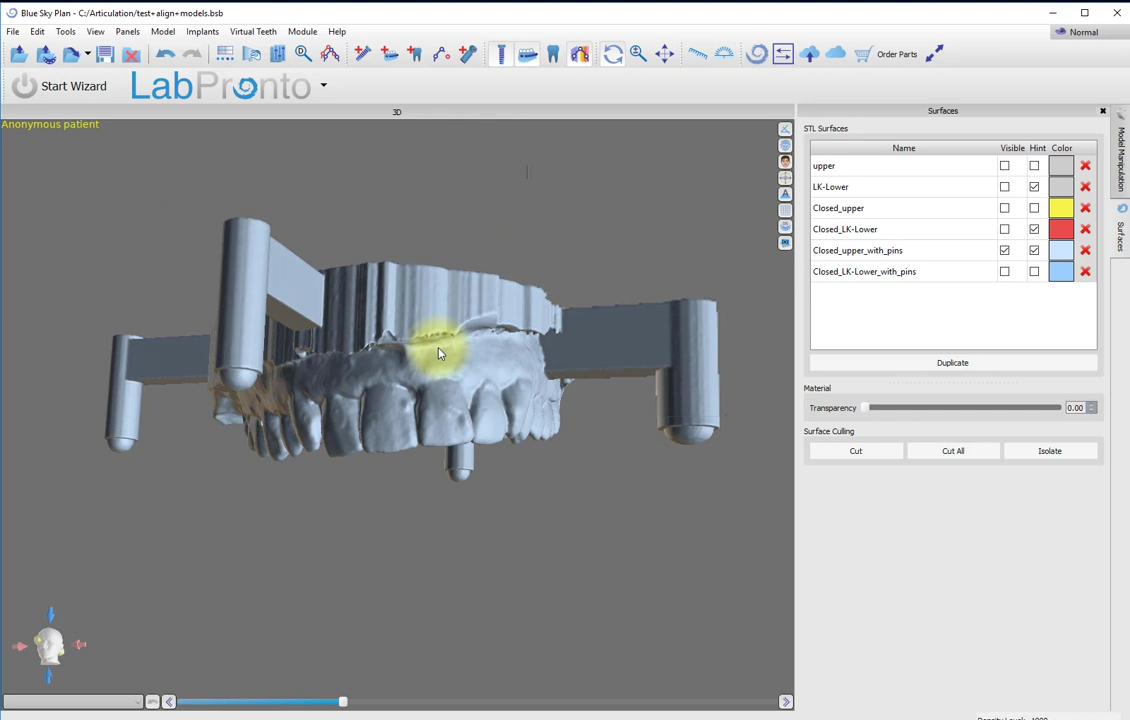 Blue Sky Plan - C:/Articulation/test+align+models.bsb
File Edit Tools View Panels Model Implants Virtual Teeth Module Help
Normal
Order Parts
Start Wizard LabPronto
3D
Surfaces
Anonymous patient
STL Surfaces
Name Visible Hint Color
upper
LK-Lower
Closed_upper
Closed_LK-Lower
Closed_upper_with_pins
Closed_LK-Lower_with_pins
Duplicate
Material
Transparency 0.00
Surface Culling
Cut Cut All Isolate
Model Manipulation
Surfaces